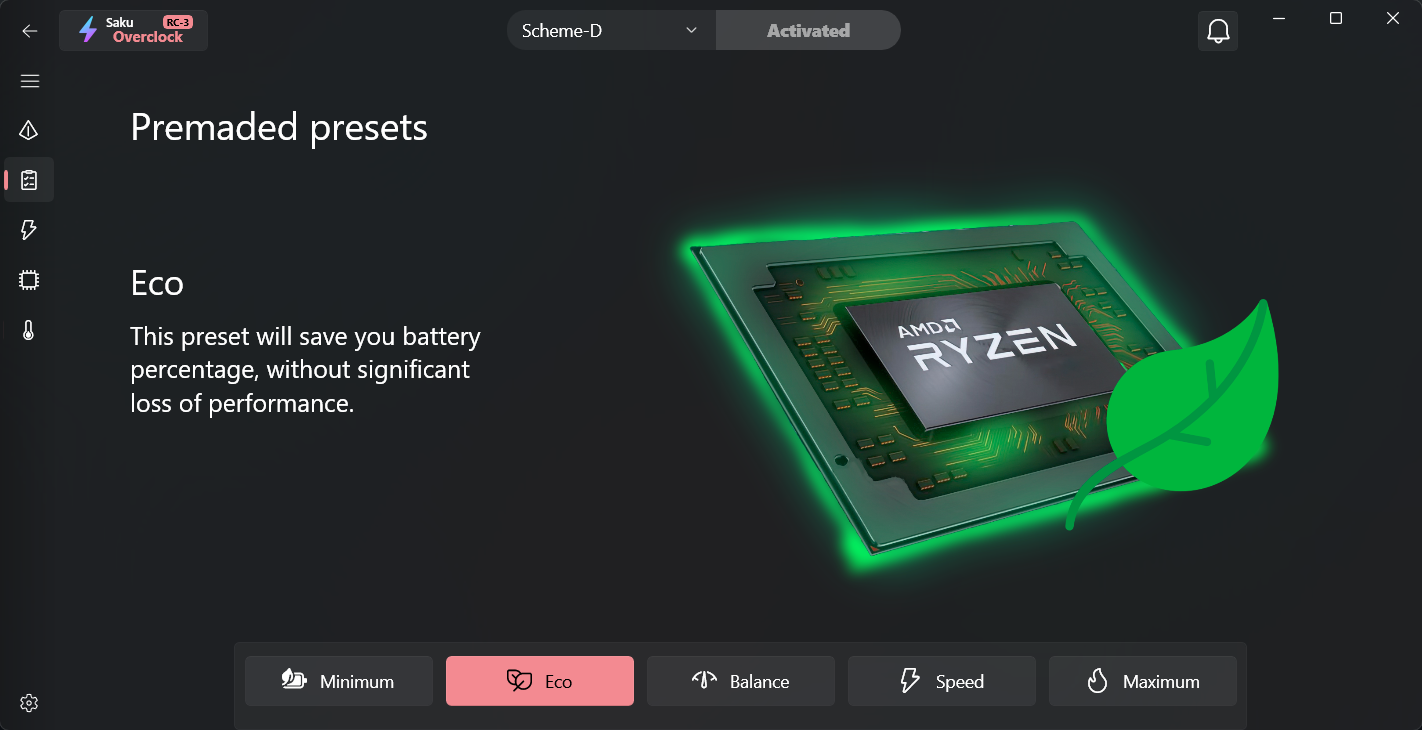 Saku RC-3
Overclock
Scheme-D
Activated
Premaded presets
Eco
This preset will save you battery
percentage, without significant
loss of performance.
AMD
RYZEN
Minimum
Eco
Balance
Speed
Maximum